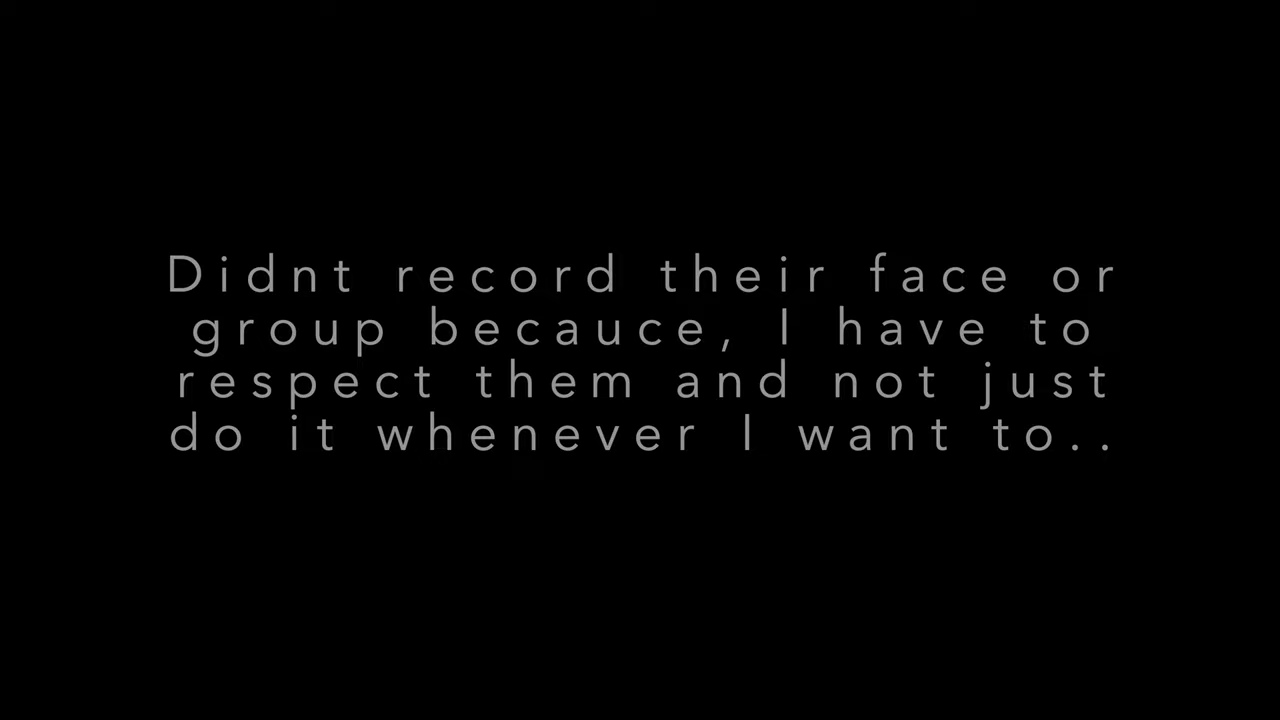 Didnt record their face or
group becauce, I have to
respect them and not just
do it whenever I want to..